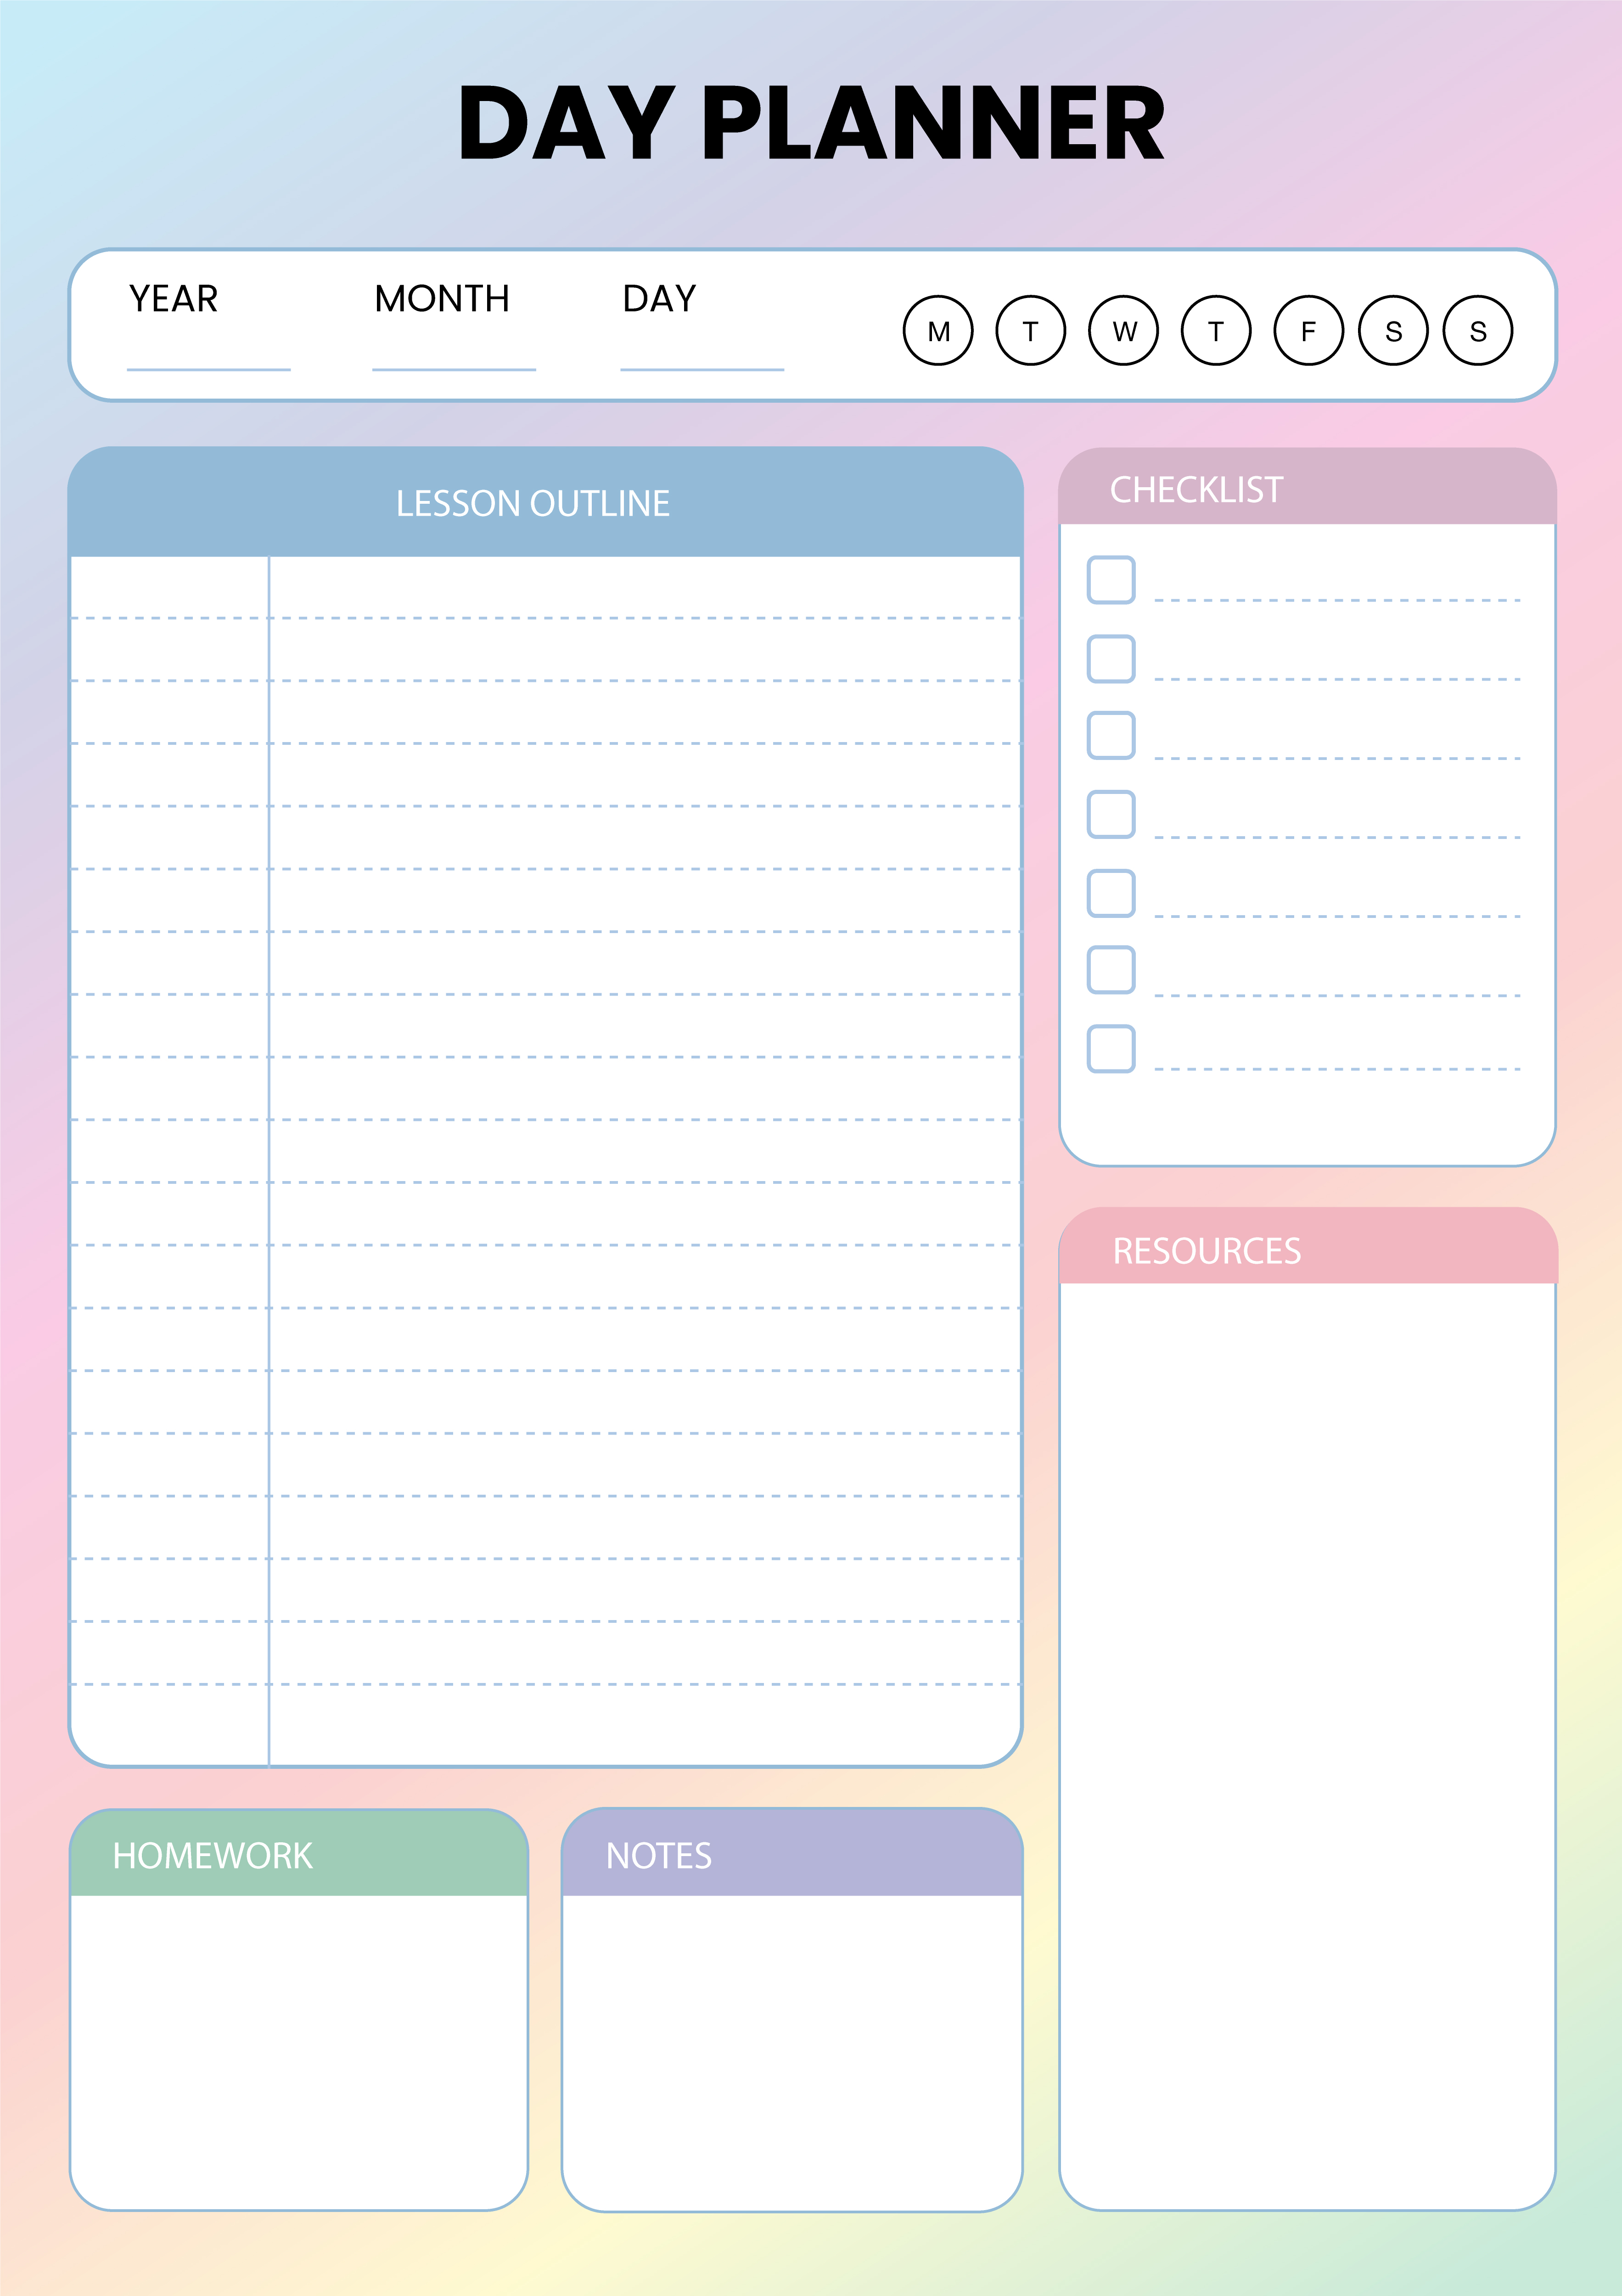 DAY PLANNER
YEAR MONTH DAY M T W T F S S
LESSON OUTLINE
CHECKLIST
RESOURCES
HOMEWORK
NOTES